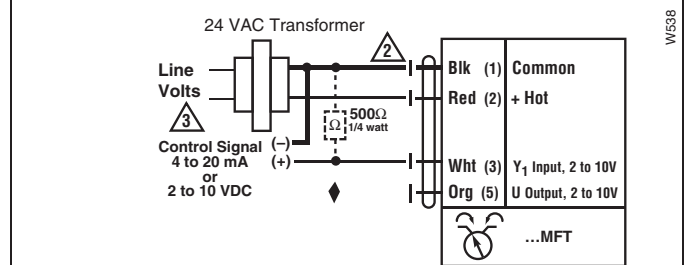 24 VAC Transformer
W538
2
Blk (1) Common
Line
Volts
Red (2) + Hot
3
500Ω
1/4 watt
Ω
Control Signal (–)
4 to 20 mA (+)
or
2 to 10 VDC
Wht (3) Y1 Input, 2 to 10V
Org (5) U Output, 2 to 10V
...MFT